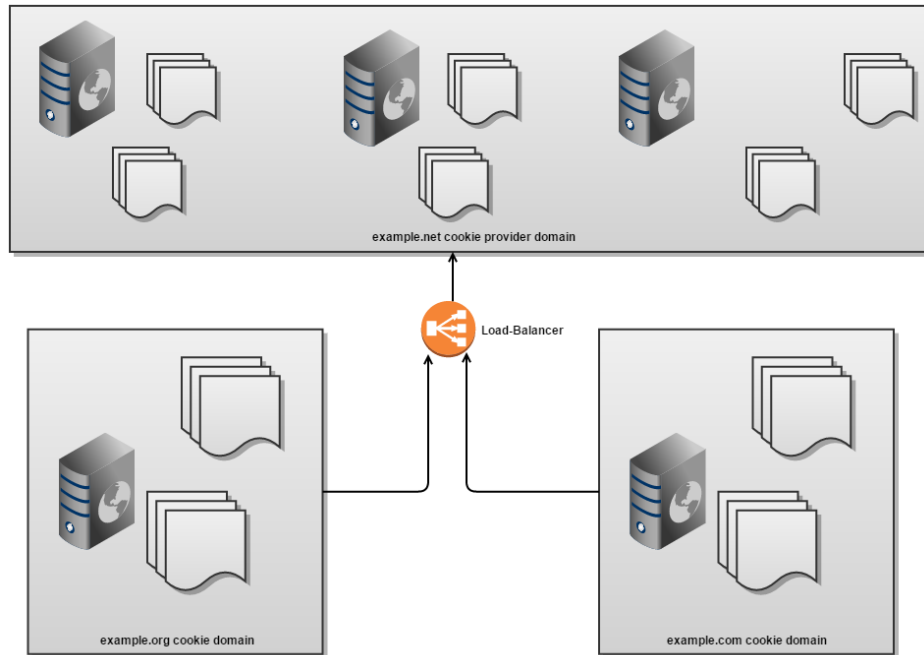 example.net cookie provider domain
Load-Balancer
example.org cookie domain
example.com cookie domain